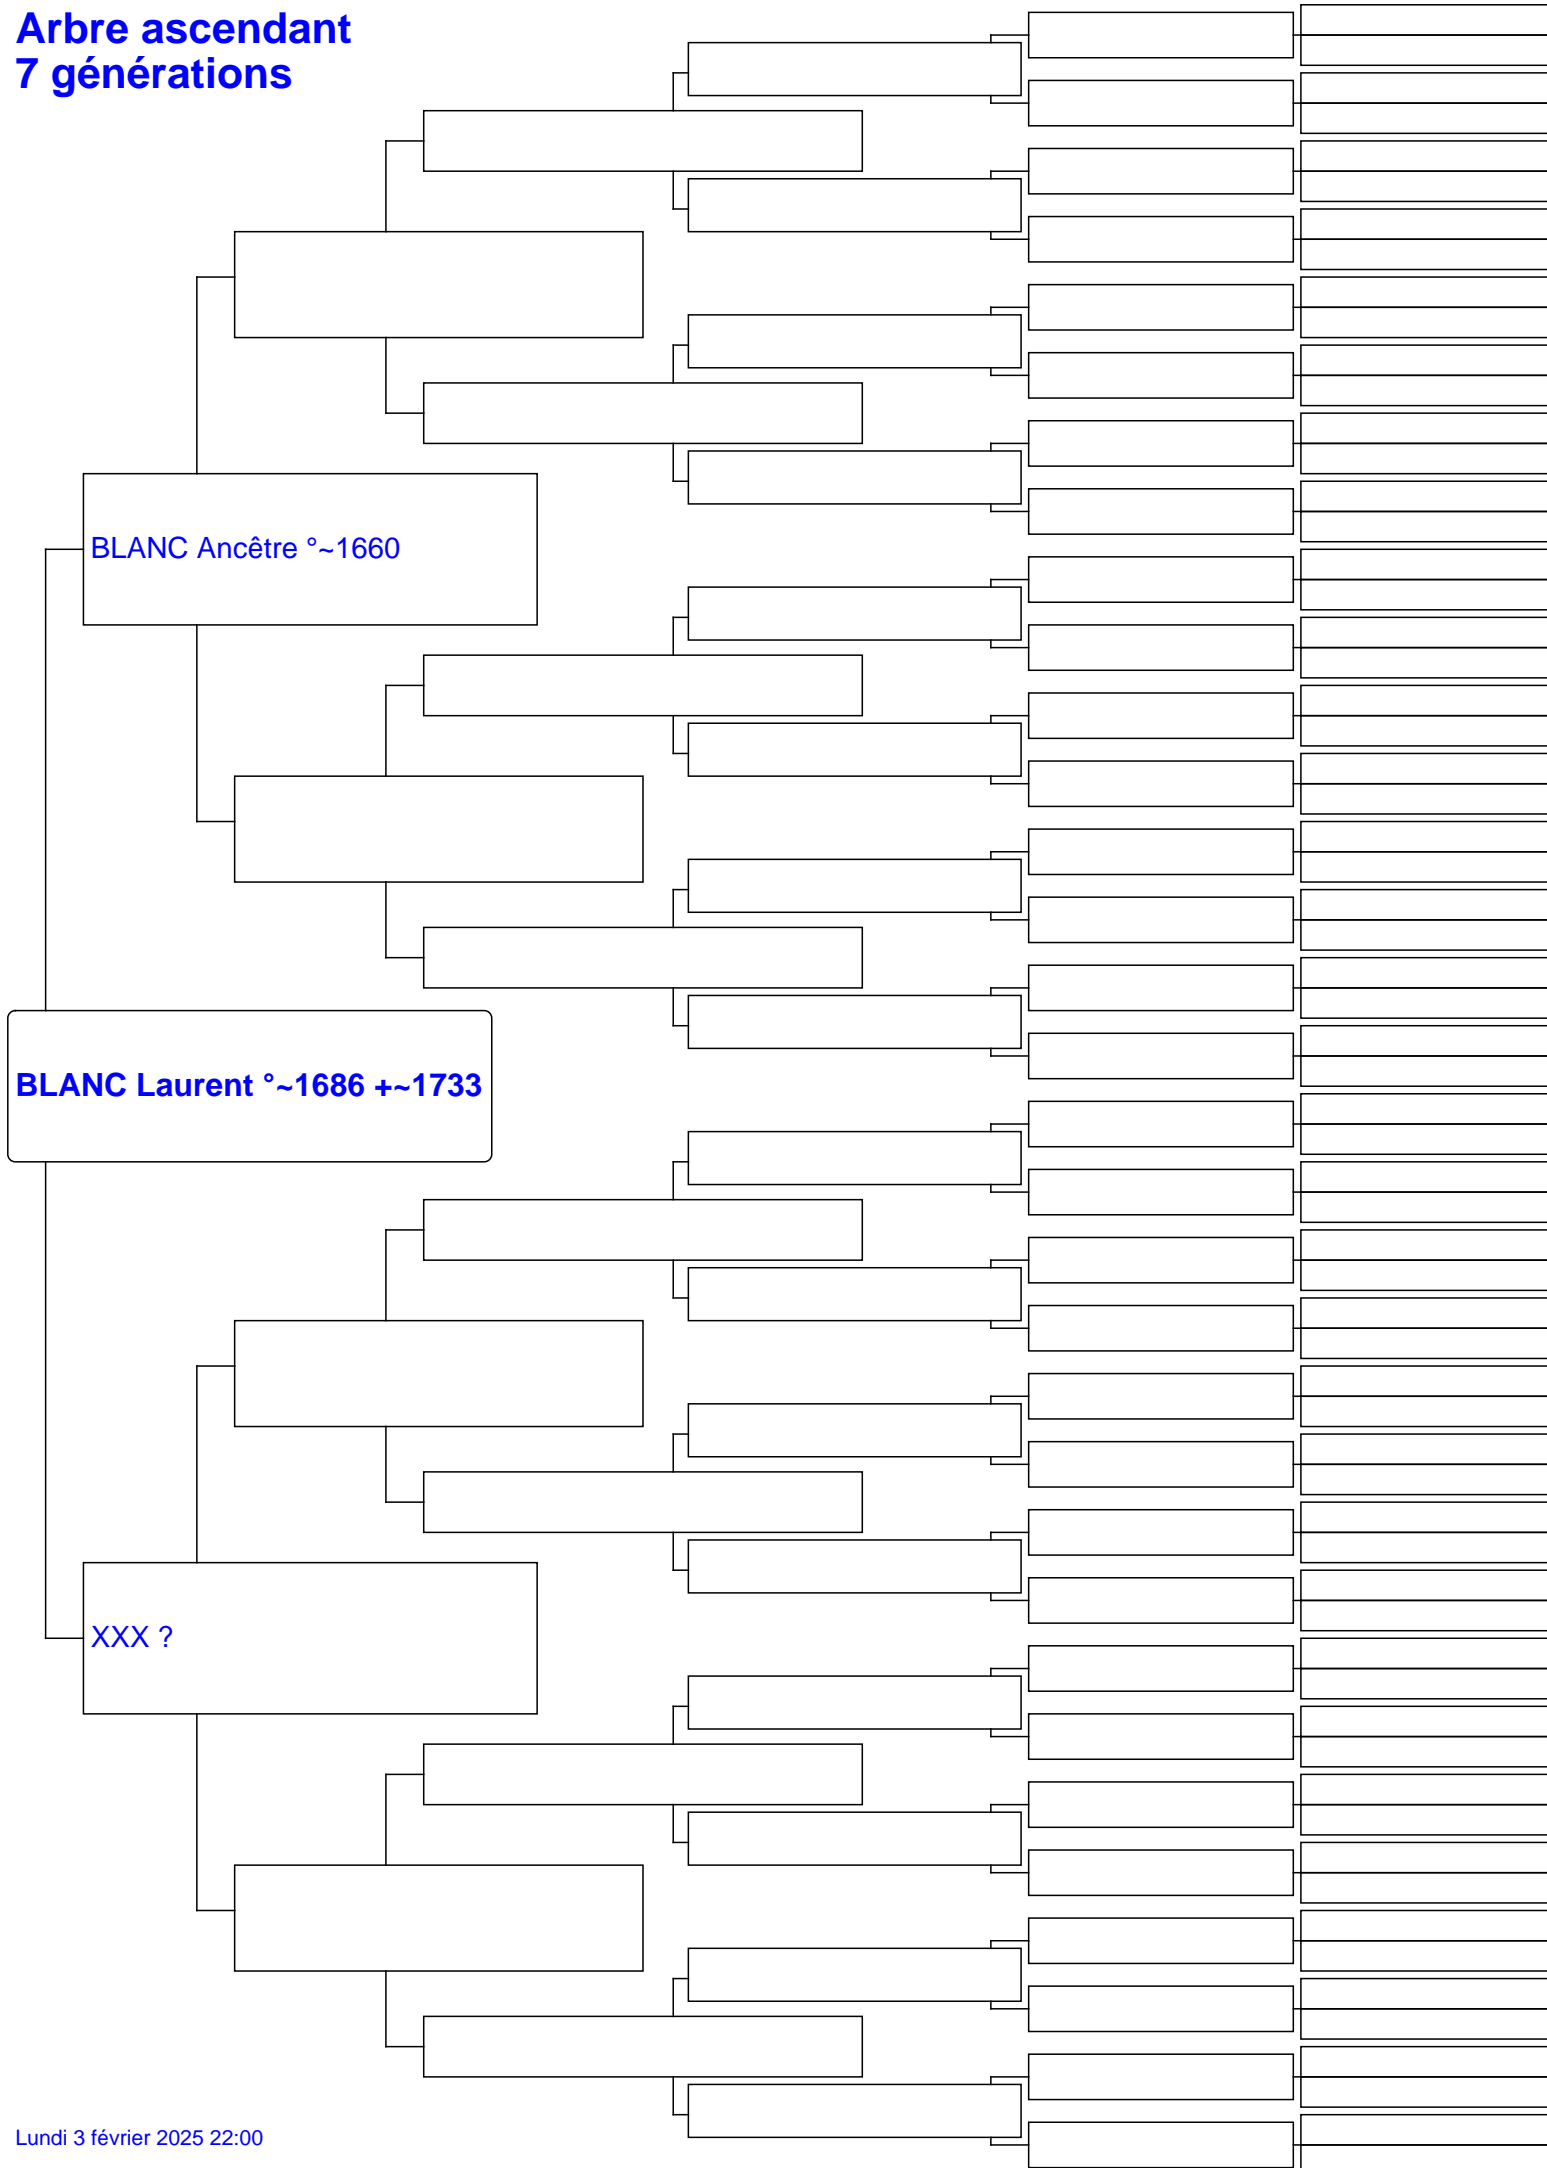 Arbre ascendant
7 générations
BLANC Ancêtre °~1660
BLANC Laurent °~1686 +~1733
XXX ?
Lundi 3 février 2025 22:00